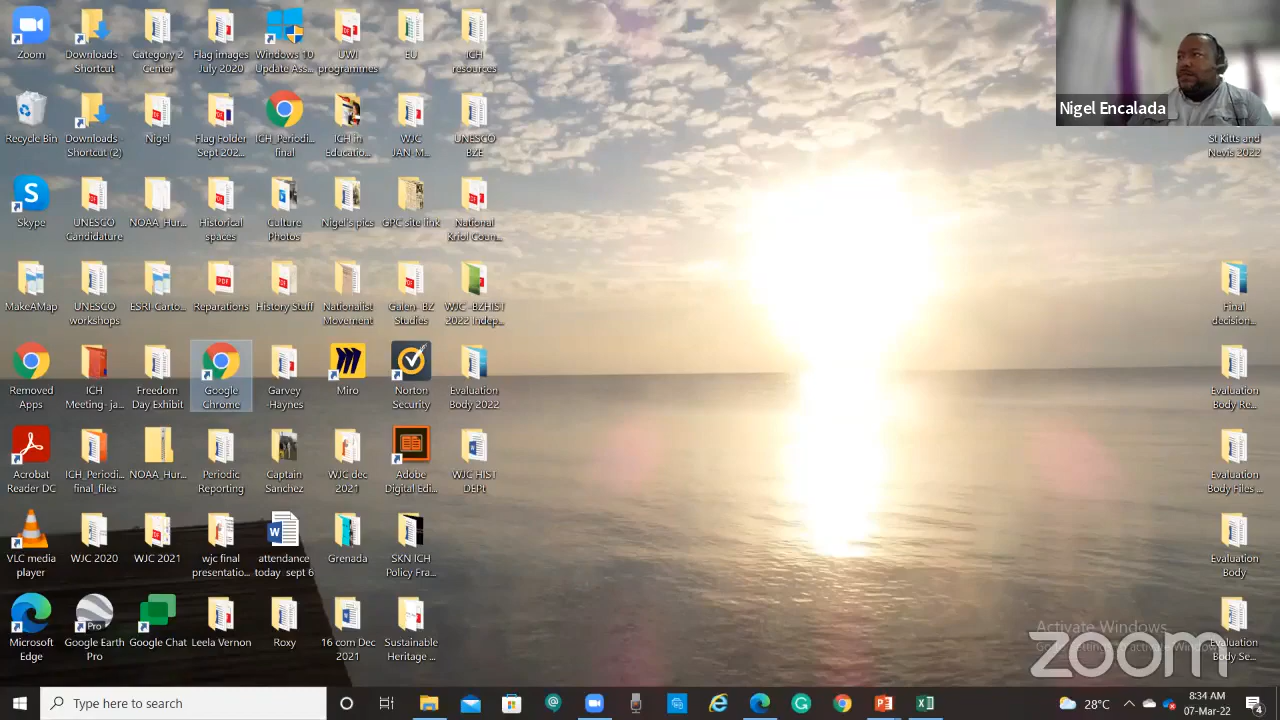 Zoom
Downloads
Shortcut
Category 2
Center
Flag images
July 2020
Windows 10
Update Ass...
UWI
programmes
EU
ICH
resources
Nigel Encalada
Recycle Bin
Downloads -
Shortcut (2)
Nigel
Flag Folder
Sept 202...
ICH_Periodi...
final
ICH in
Educatio...
WJC
JAN-M...
UNESCO
BZE
St Kitts and
Nevis 2022
Skype
UNESCO
Candidature
NOAA_Hur...
Historical
spaces
Culture
Photos
Nigel's pics
GPC site link
National
Kriol Coun...
MakeAMap
UNESCO
workshops
ESRI-Carto...
Reparations
History Stuff
Nationalist
Movement
Galen- BZ
Studies
WJC -BZHIST
2022 Indep...
Final
decision...
Removed
Apps
ICH
Meeting- ja...
Freedom
Day Exhibit
Google
Chrome
Garvey
-Haynes
Miro
Norton
Security
Evaluation
Body 2022
Evaluation
Body Re...
Acrobat
Reader DC
ICH_Periodi...
final_files
NOAA_Hur...
Periodic
Reporting
Captain
Sanchez
WJC dec
2021
Adobe
Digital Edi...
WJC HIST
DEPt
Evaluation
Body Files ...
VLC media
player
WJC 2020
WJC 2021
wjc final
presentatio...
attendance
today sept 6
Grenada
SKN ICH
Policy Fra...
Evaluation
Body
Microsoft
Edge
Google Earth
Pro
Google Chat
Leela Vernon
Roxy
16 com Dec
2021
Sustainable
Heritage ...
Evaluation
Body Se...
Activate Windows
Go to Settings to activate Windows.
zoom
Type here to search
28°C
8:34 AM
07-Mar-22
4